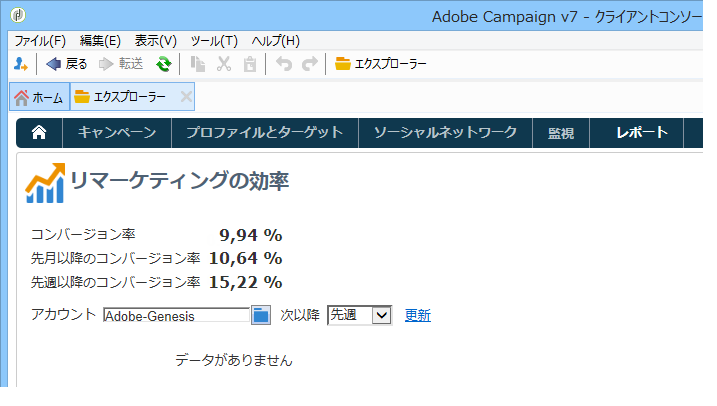 Adobe Campaign v7 - クライアントコンソー
ファイル(F) 編集(E) 表示(V) ツール(T) ヘルプ(H)
戻る 転送 エクスプローラー
ホーム エクスプローラー
キャンペーン プロファイルとターゲット ソーシャルネットワーク 監視 レポート
リマーケティングの効率
コンバージョン率 9,94 %
先月以降のコンバージョン率 10,64 %
先週以降のコンバージョン率 15,22 %
アカウント Adobe-Genesis 次以降 先週 更新
データがありません